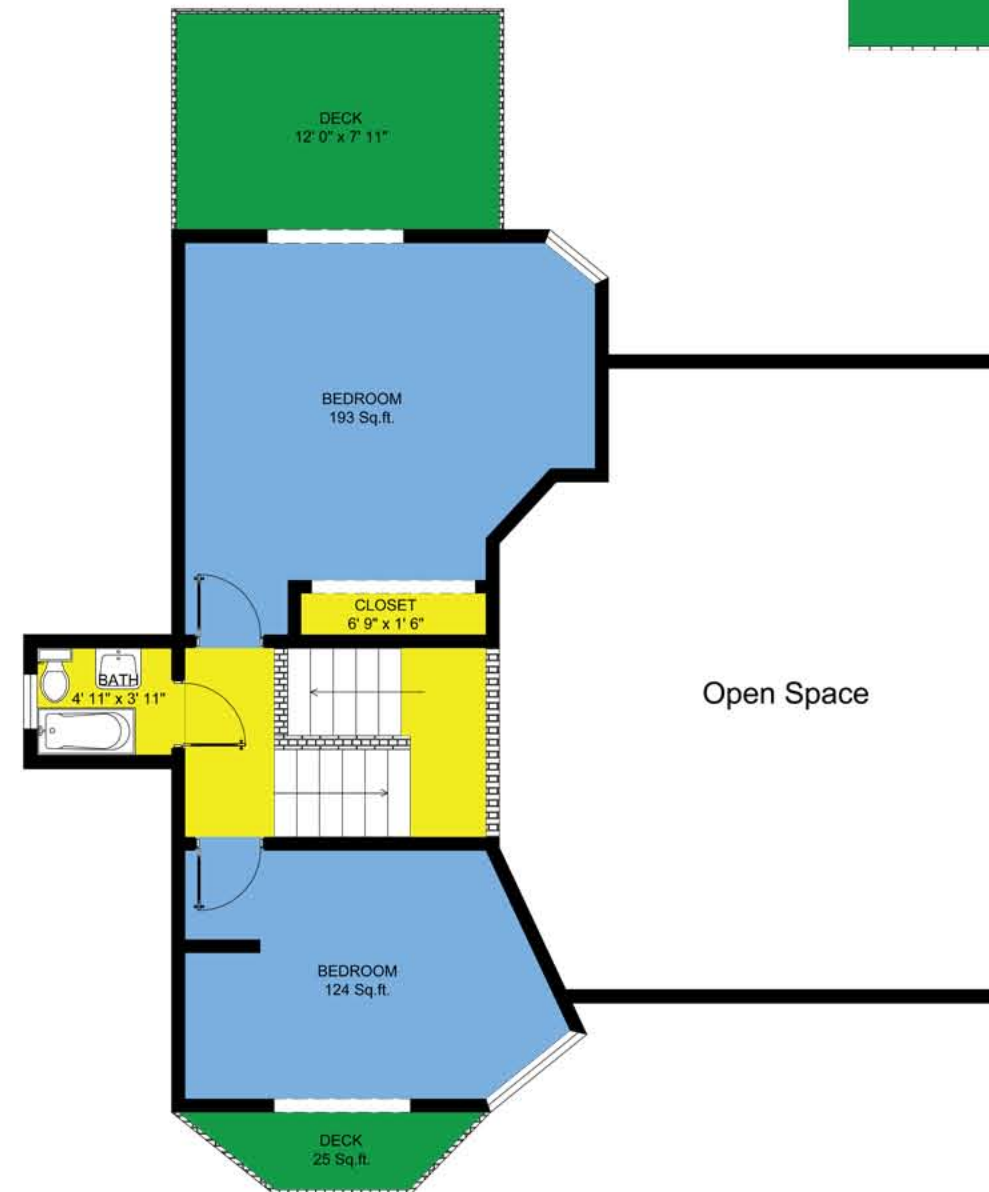 DECK
12' 0" x 7' 11"
BEDROOM
193 Sq.ft.
CLOSET
6' 9" x 1' 6"
BATH
4' 11" x 3' 11"
Open Space
BEDROOM
124 Sq.ft.
DECK
25 Sq.ft.